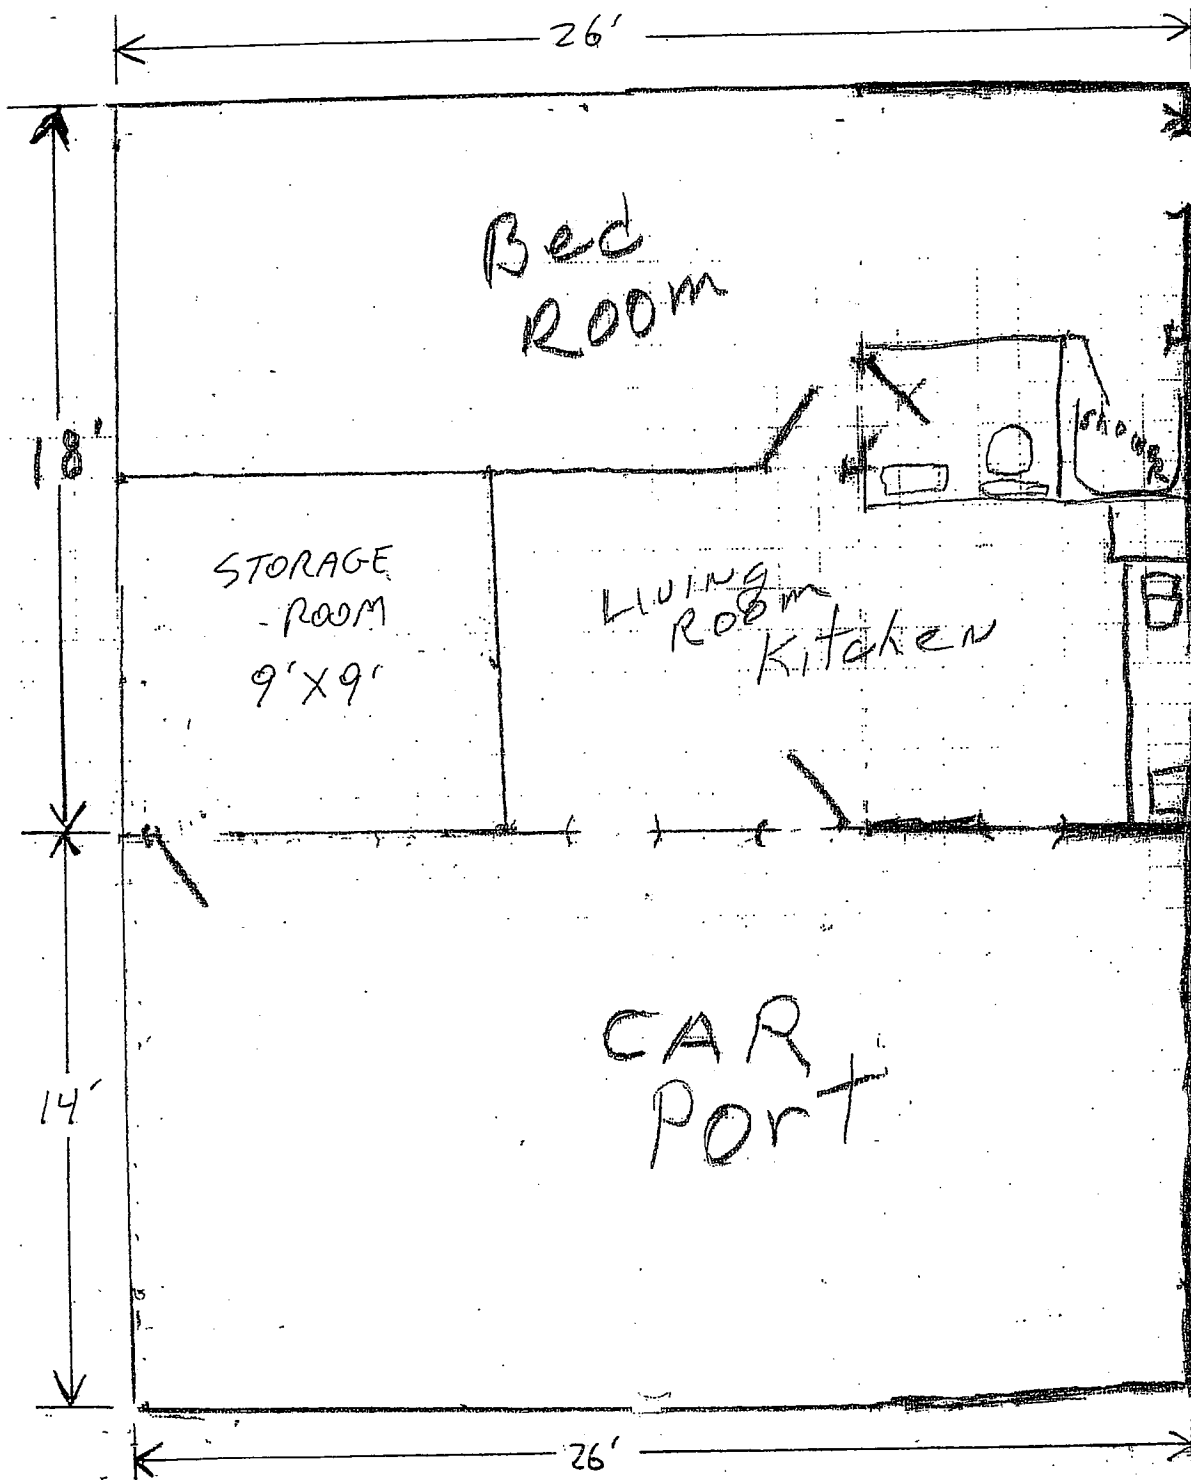 26'
Bed
ROOM
18'
SHOWER
STORAGE
ROOM
9'X9'
LIVING
ROOM
Kitchen
CAR
Port
14'
26'